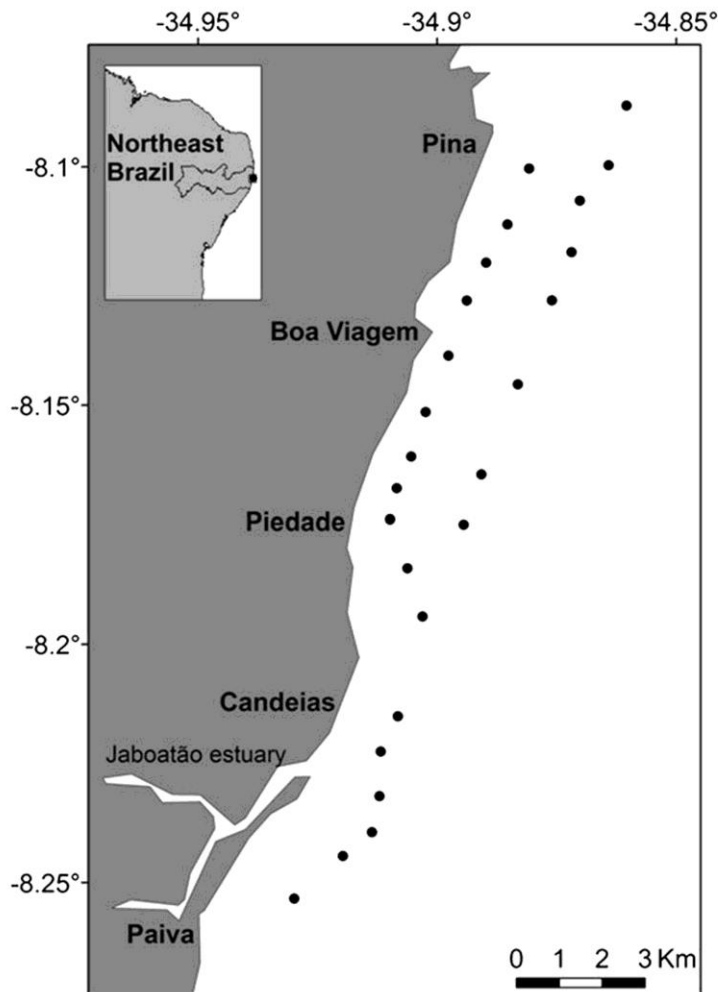 -34.95° -34.9° -34.85°
Northeast
Brazil
Pina
-8.1°
Boa Viagem
-8.15°
Piedade
-8.2°
Candeias
Jaboatão estuary
-8.25°
Paiva
0 1 2 3 Km